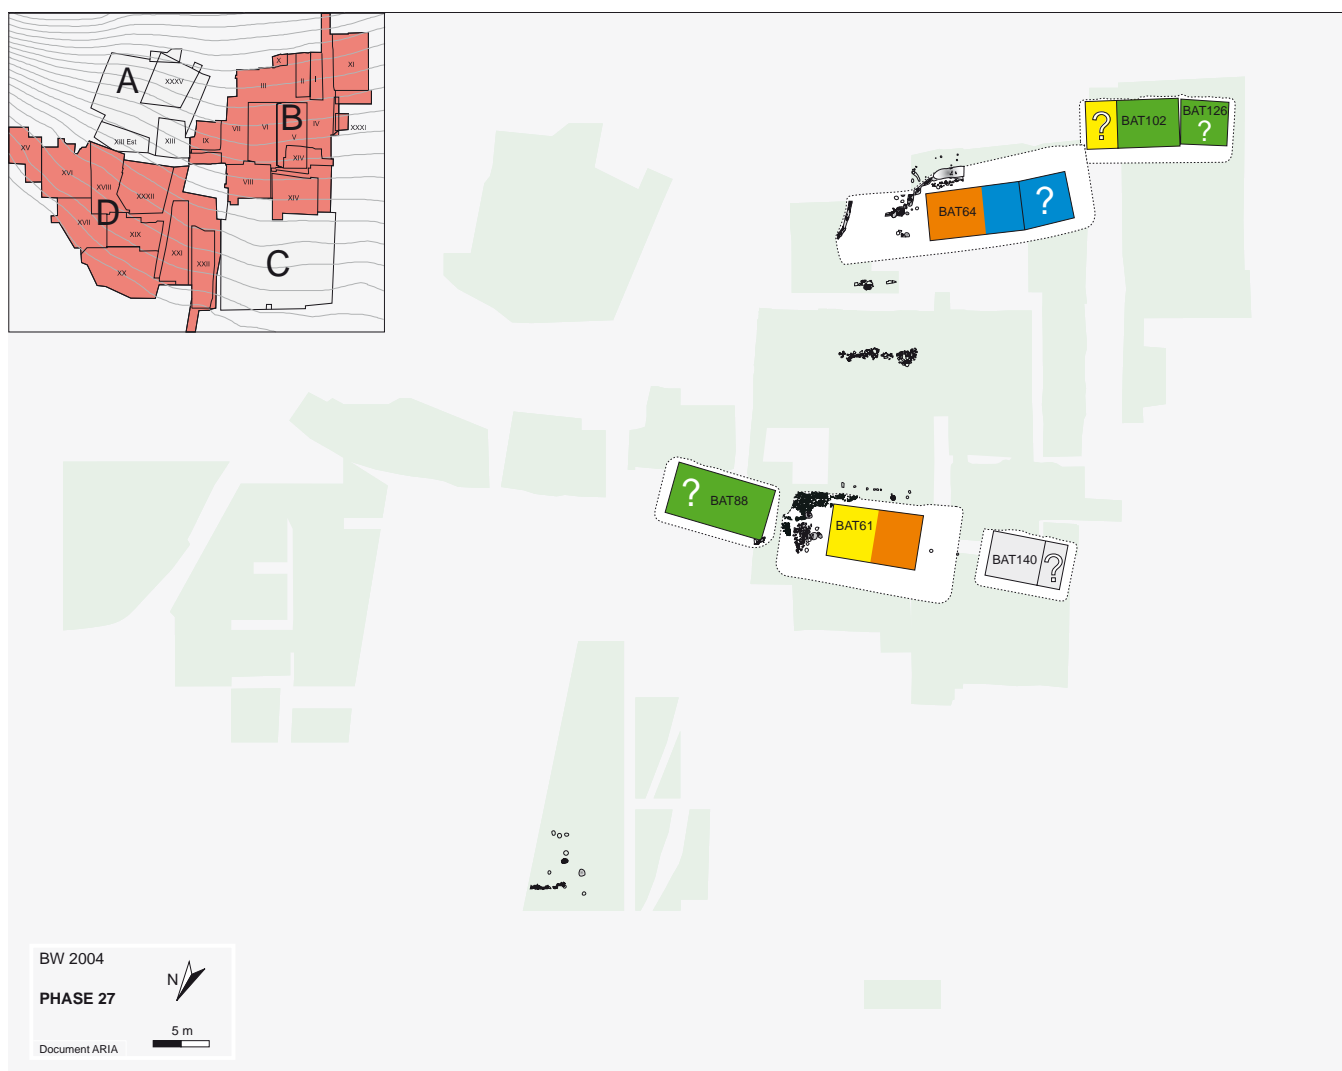 A
XXXV
X
XI
III
II
I
B
IV
XXXI
VII
VI
V
IX
XIII Est
XIII
XV
XIV
XVI
VIII
XVIII
XXXII
XIV
D
XVII
XIX
XXI
XXII
C
XX
?
BAT102
BAT126
?
BAT64
?
?
BAT88
BAT61
BAT140
?
BW 2004
N
PHASE 27
5 m
Document ARIA